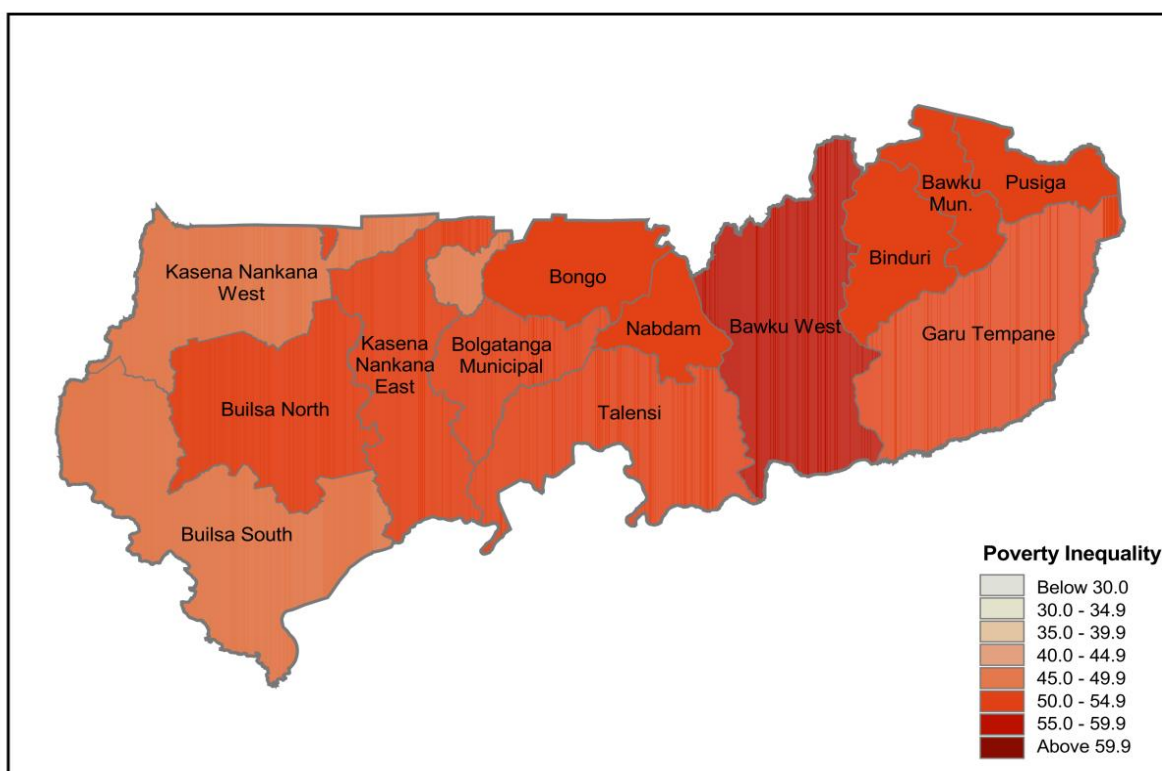 Bawku
Mun.
Pusiga
Binduri
Kasena Nankana
West
Bongo
Nabdam
Bawku West
Garu Tempane
Kasena
Nankana
East
Bolgatanga
Municipal
Builsa North
Talensi
Builsa South
Poverty Inequality
Below 30.0
30.0 - 34.9
35.0 - 39.9
40.0 - 44.9
45.0 - 49.9
50.0 - 54.9
55.0 - 59.9
Above 59.9